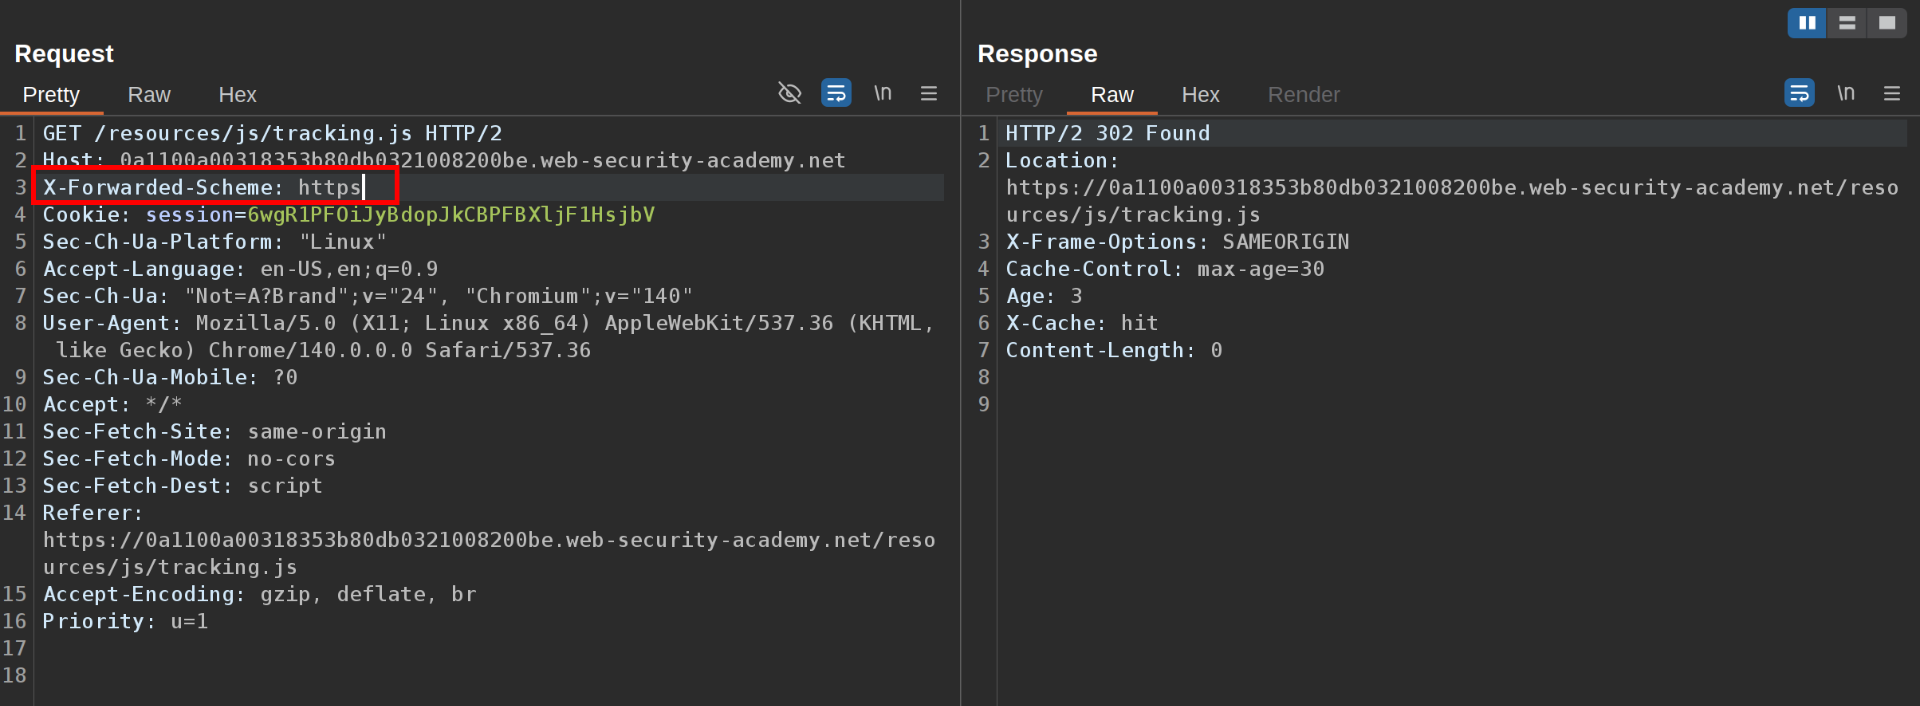 Request
Pretty Raw Hex \n
1 GET /resources/js/tracking.js HTTP/2
2 Host: 0a1100a00318353b80db0321008200be.web-security-academy.net
3 X-Forwarded-Scheme: https
4 Cookie: session=6wgR1PFOiJyBdopJkCBPFBXljF1HsjbV
5 Sec-Ch-Ua-Platform: "Linux"
6 Accept-Language: en-US,en;q=0.9
7 Sec-Ch-Ua: "Not=A?Brand";v="24", "Chromium";v="140"
8 User-Agent: Mozilla/5.0 (X11; Linux x86_64) AppleWebKit/537.36 (KHTML,
like Gecko) Chrome/140.0.0.0 Safari/537.36
9 Sec-Ch-Ua-Mobile: ?0
10 Accept: */*
11 Sec-Fetch-Site: same-origin
12 Sec-Fetch-Mode: no-cors
13 Sec-Fetch-Dest: script
14 Referer:
https://0a1100a00318353b80db0321008200be.web-security-academy.net/reso
urces/js/tracking.js
15 Accept-Encoding: gzip, deflate, br
16 Priority: u=1
17
18
Response
Pretty Raw Hex Render \n
1 HTTP/2 302 Found
2 Location:
https://0a1100a00318353b80db0321008200be.web-security-academy.net/reso
urces/js/tracking.js
3 X-Frame-Options: SAMEORIGIN
4 Cache-Control: max-age=30
5 Age: 3
6 X-Cache: hit
7 Content-Length: 0
8
9